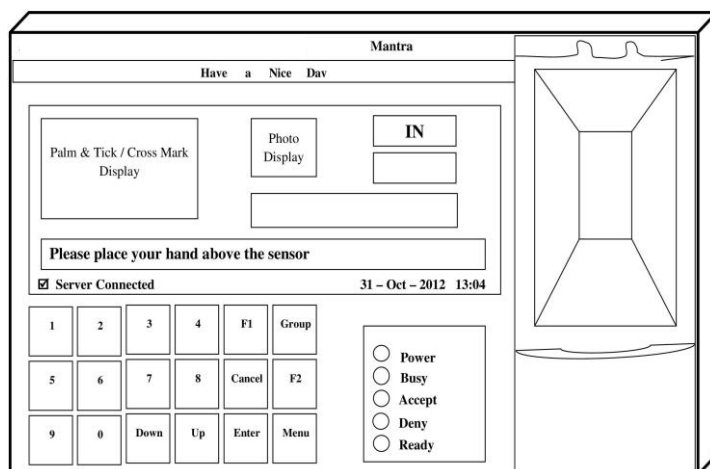 Mantra
Have a Nice Dav
Palm & Tick / Cross Mark
Display
Photo
Display
IN
Please place your hand above the sensor
☑ Server Connected 31 – Oct – 2012 13:04
1 2 3 4 F1 Group
5 6 7 8 Cancel F2
9 0 Down Up Enter Menu
Power
Busy
Accept
Deny
Ready